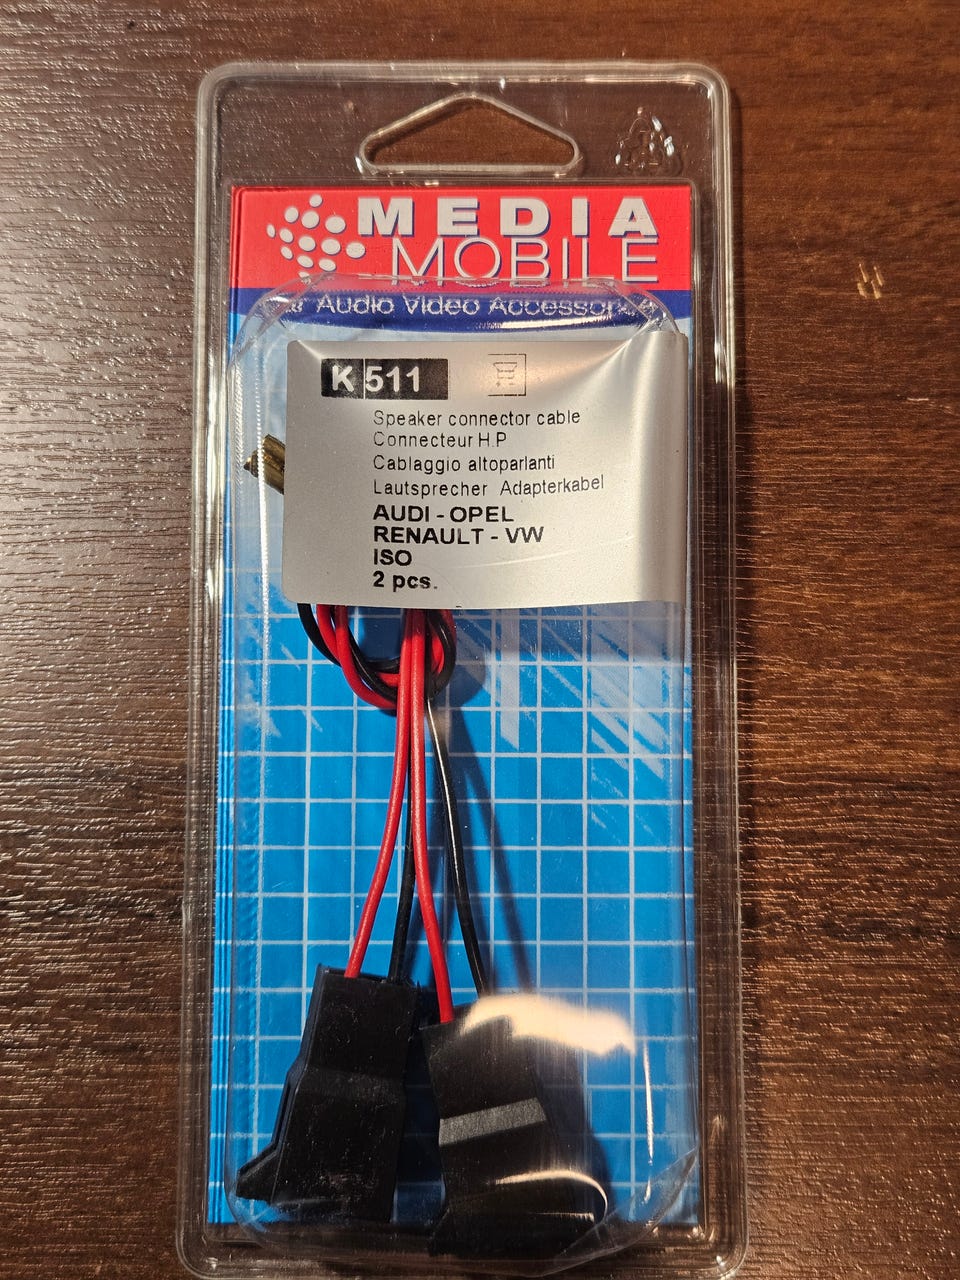 MEDIA
MOBILE
Audio Video Accessories
K 511
Speaker connector cable
Connecteur H.P
Cablaggio altoparlanti
Lautsprecher Adapterkabel
AUDI - OPEL
RENAULT - VW
ISO
2 pcs.